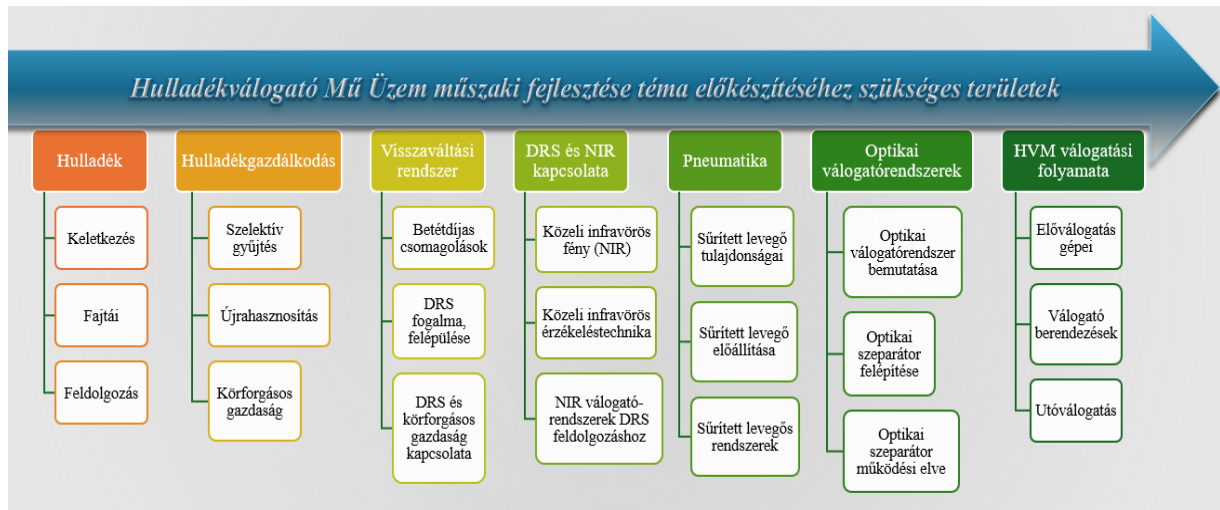 Hulladékválogató Mű Üzem műszaki fejlesztése téma előkészítéséhez szükséges területek
Hulladék
Keletkezés
Fajtái
Feldolgozás
Hulladékgazdálkodás
Szelektív
gyűjtés
Újrahasznosítás
Körforgásos
gazdaság
Visszaváltási
rendszer
Betétdíjas
csomagolások
DRS
fogalma,
felépülése
DRS és
körforgásos
gazdaság
kapcsolata
DRS és NIR
kapcsolata
Közeli infravörös
fény (NIR)
Közeli infravörös
érzékeléstechnika
NIR válogató-
rendszerek DRS
feldolgozáshoz
Pneumatika
Sűrített levegő
tulajdonságai
Sűrített levegő
előállítása
Sűrített levegős
rendszerek
Optikai
válogatórendszerek
Optikai
válogatórendszer
bemutatása
Optikai
szeparátor
felépítése
Optikai
szeparátor
működési elve
HVM válogatási
folyamata
Előválogatás
gépei
Válogató
berendezések
Utóválogatás